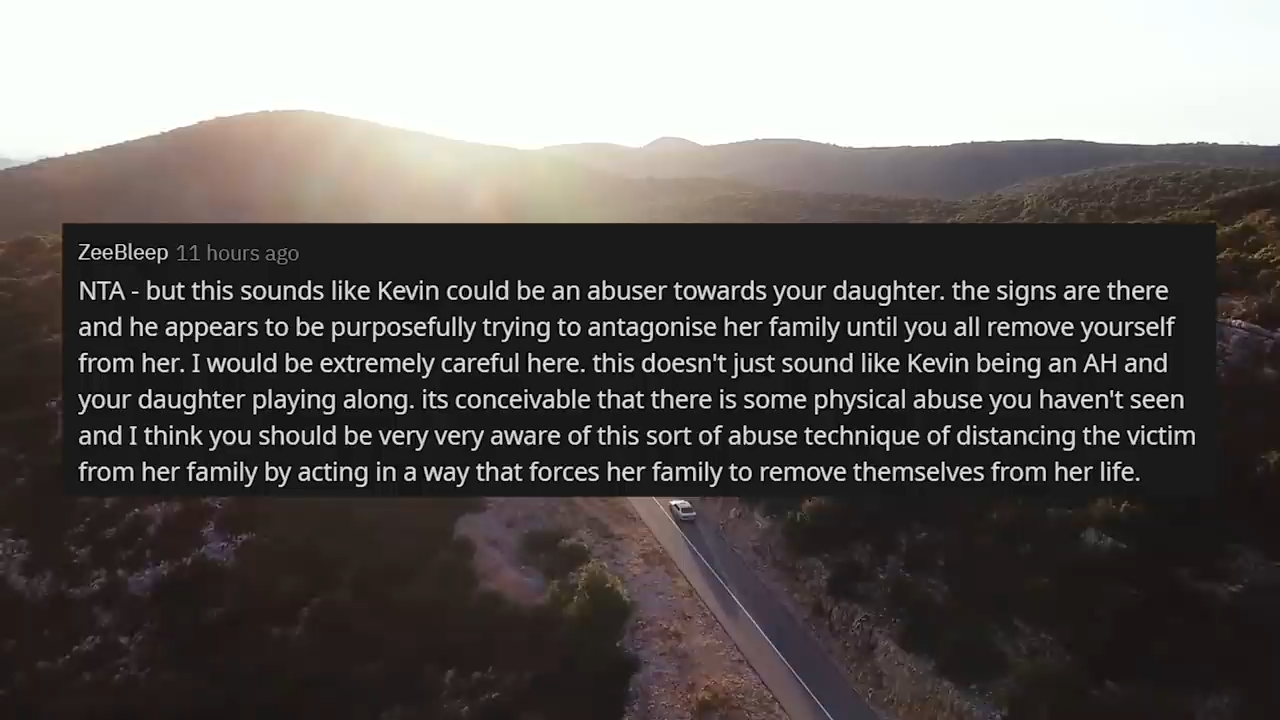 ZeeBleep 11 hours ago
NTA - but this sounds like Kevin could be an abuser towards your daughter. the signs are there
and he appears to be purposefully trying to antagonise her family until you all remove yourself
from her. I would be extremely careful here. this doesn't just sound like Kevin being an AH and
your daughter playing along. its conceivable that there is some physical abuse you haven't seen
and I think you should be very very aware of this sort of abuse technique of distancing the victim
from her family by acting in a way that forces her family to remove themselves from her life.